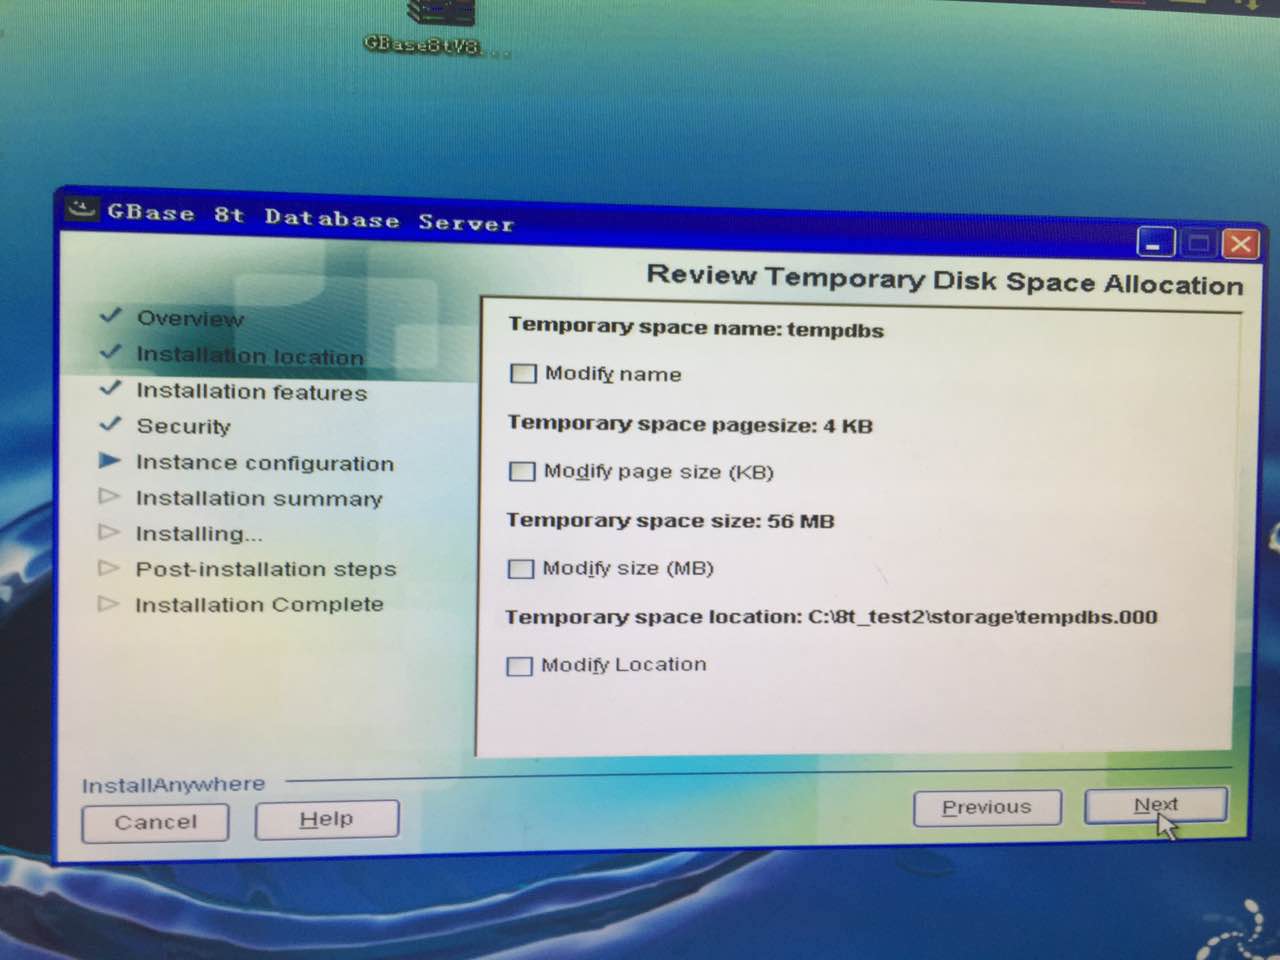 GBase8tV8...
GBase 8t Database Server
Review Temporary Disk Space Allocation
Overview
Installation location
Installation features
Security
Instance configuration
Installation summary
Installing...
Post-installation steps
Installation Complete
Temporary space name: tempdbs
Modify name
Temporary space pagesize: 4 KB
Modify page size (KB)
Temporary space size: 56 MB
Modify size (MB)
Temporary space location: C:\8t_test2\storage\tempdbs.000
Modify Location
InstallAnywhere
Cancel
Help
Previous
Next